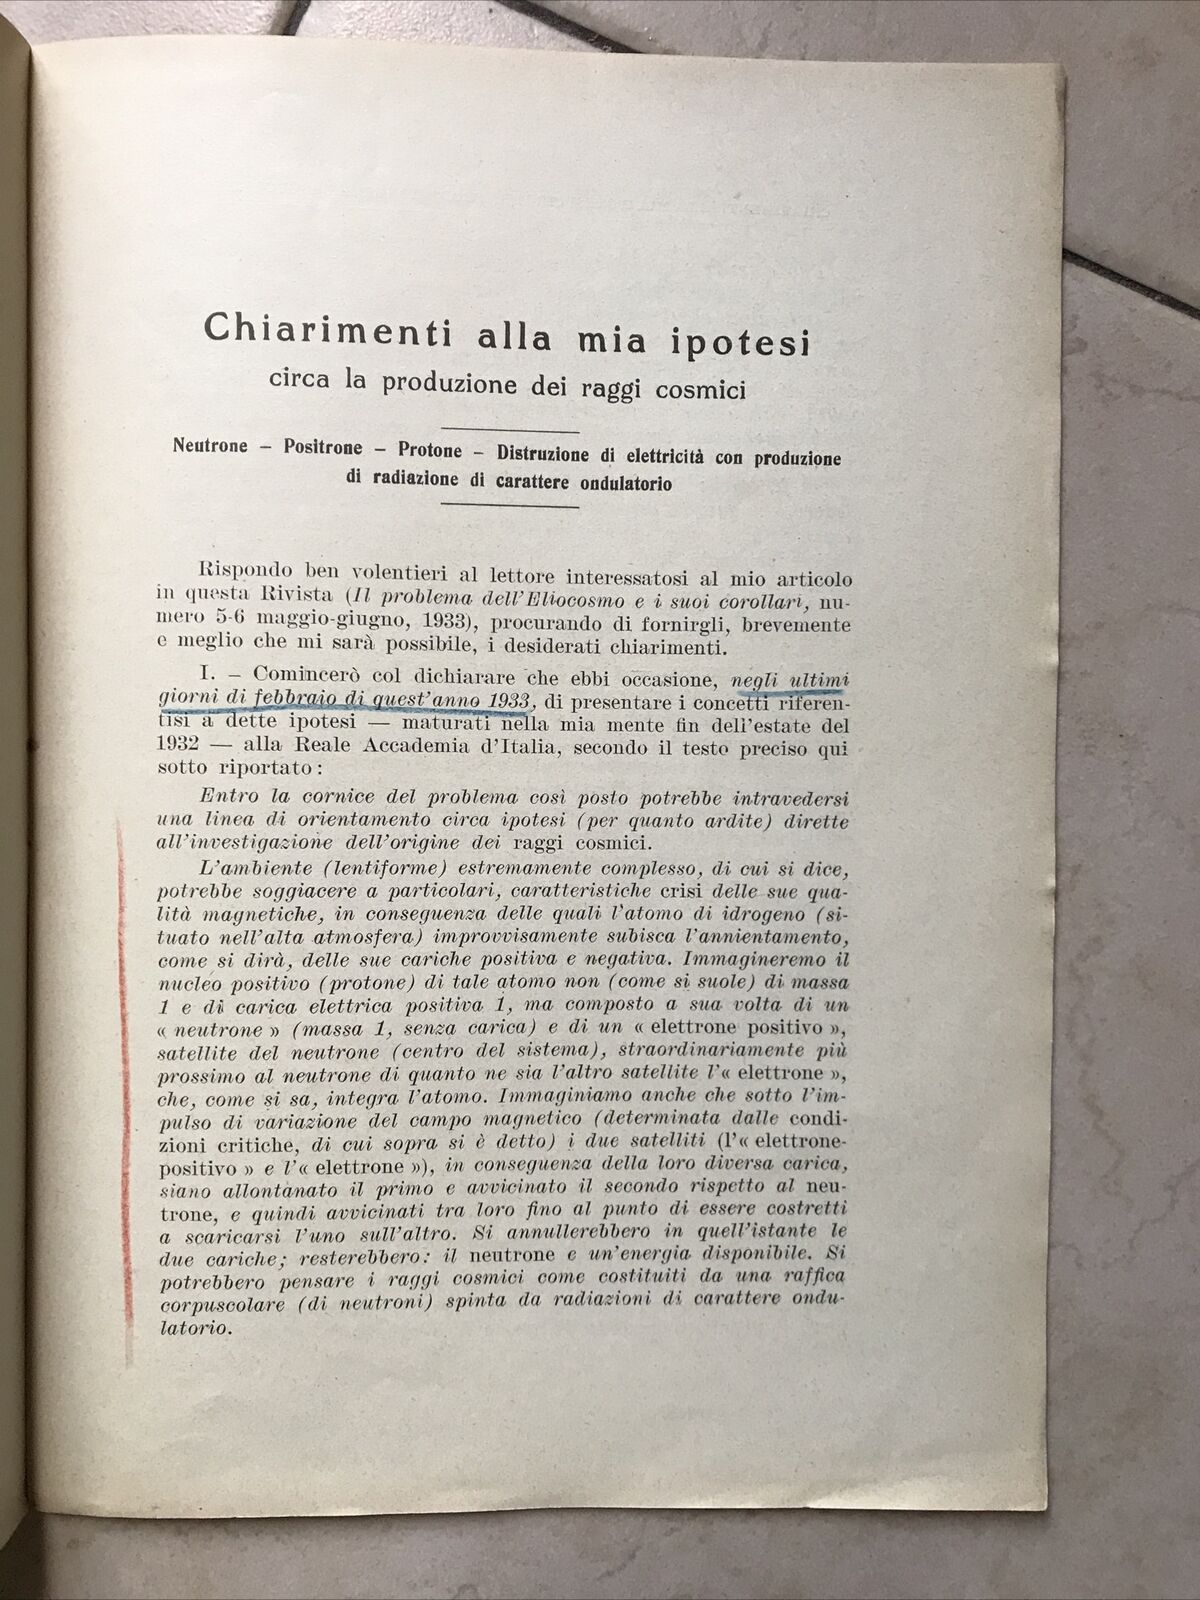 Chiarimenti alla mia ipotesi
circa la produzione dei raggi cosmici
Neutrone – Positrone – Protone – Distruzione di elettricità con produzione
di radiazione di carattere ondulatorio
Rispondo ben volentieri al lettore interessatosi al mio articolo
in questa Rivista (Il problema dell'Eliocosmo e i suoi corollari, nu-
mero 5-6 maggio-giugno, 1933), procurando di fornirgli, brevemente
e meglio che mi sarà possibile, i desiderati chiarimenti.
I. – Comincerò col dichiarare che ebbi occasione, negli ultimi
giorni di febbraio di quest'anno 1933, di presentare i concetti riferen-
tisi a dette ipotesi — maturati nella mia mente fin dell'estate del
1932 — alla Reale Accademia d'Italia, secondo il testo preciso qui
sotto riportato:
Entro la cornice del problema così posto potrebbe intravedersi
una linea di orientamento circa ipotesi (per quanto ardite) dirette
all'investigazione dell'origine dei raggi cosmici.
L'ambiente (lentiforme) estremamente complesso, di cui si dice,
potrebbe soggiacere a particolari, caratteristiche crisi delle sue qua-
lità magnetiche, in conseguenza delle quali l'atomo di idrogeno (si-
tuato nell'alta atmosfera) improvvisamente subisca l'annientamento,
come si dirà, delle sue cariche positiva e negativa. Immagineremo il
nucleo positivo (protone) di tale atomo non (come si suole) di massa
1 e di carica elettrica positiva 1, ma composto a sua volta di un
« neutrone » (massa 1, senza carica) e di un « elettrone positivo »,
satellite del neutrone (centro del sistema), straordinariamente più
prossimo al neutrone di quanto ne sia l'altro satellite l'« elettrone »,
che, come si sa, integra l'atomo. Immaginiamo anche che sotto l'im-
pulso di variazione del campo magnetico (determinata dalle condi-
zioni critiche, di cui sopra si è detto) i due satelliti (l'« elettrone-
positivo » e l'« elettrone »), in conseguenza della loro diversa carica,
siano allontanato il primo e avvicinato il secondo rispetto al neu-
trone, e quindi avvicinati tra loro fino al punto di essere costretti
a scaricarsi l'uno sull'altro. Si annullerebbero in quell'istante le
due cariche; resterebbero: il neutrone e un'energia disponibile. Si
potrebbero pensare i raggi cosmici come costituiti da una raffica
corpuscolare (di neutroni) spinta da radiazioni di carattere ondu-
latorio.